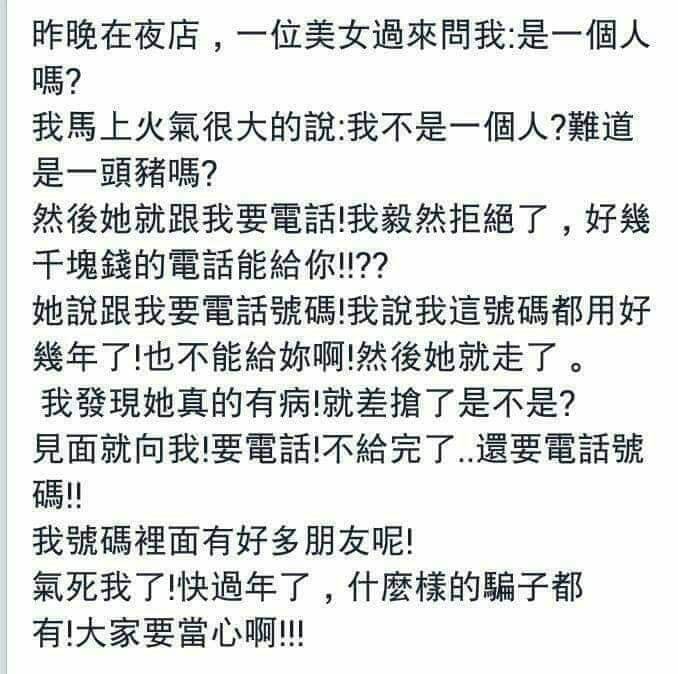 昨晚在夜店，一位美女過來問我:是一個人
嗎?
我馬上火氣很大的說:我不是一個人?難道
是一頭豬嗎?
然後她就跟我要電話!我毅然拒絕了，好幾
千塊錢的電話能給你!!??
她說跟我要電話號碼!我說我這號碼都用好
幾年了!也不能給妳啊!然後她就走了。
我發現她真的有病!就差搶了是不是?
見面就向我!要電話!不給完了..還要電話號
碼!!
我號碼裡面有好多朋友呢!
氣死我了!快過年了，什麼樣的騙子都
有!大家要當心啊!!!